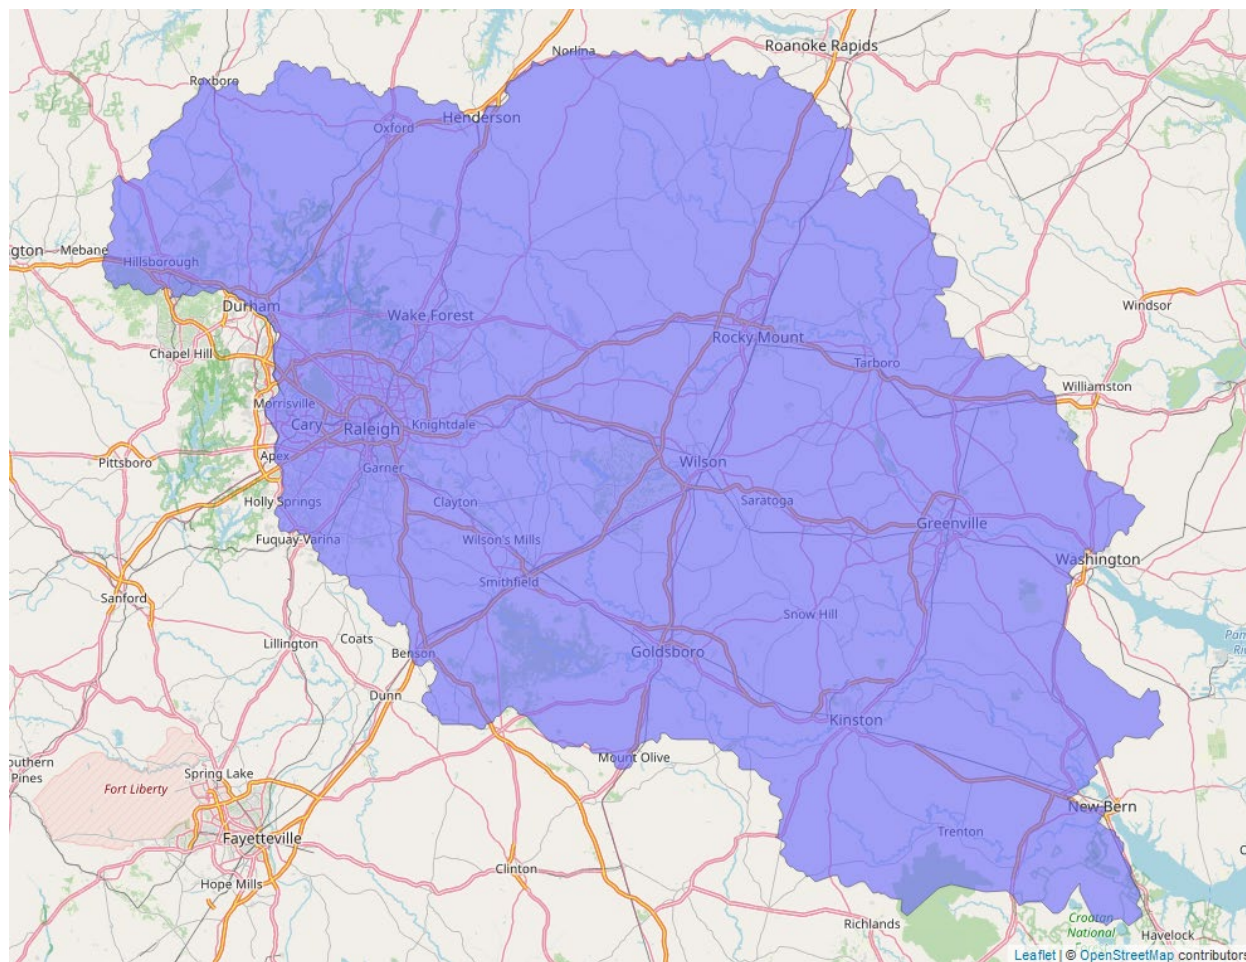 Roanoke Rapids
Norlina
Roxboro
Oxford
Henderson
ngton
Mebane
Hillsborough
Durham
Wake Forest
Windsor
Rocky Mount
Chapel Hill
Tarboro
Williamston
Morrisville
Cary
Raleigh
Knightdale
Pittsboro
Apex
Garner
Wilson
Holly Springs
Clayton
Saratoga
Greenville
Fuquay-Varina
Wilson's Mills
Washington
Smithfield
Sanford
Snow Hill
Pam
Riv
Lillington
Coats
Benson
Goldsboro
Dunn
Kinston
Mount Olive
outhern
Pines
Spring Lake
Fort Liberty
New Bern
Fayetteville
Trenton
Clinton
Hope Mills
Richlands
Croatan
National
Havelock
Leaflet | © OpenStreetMap contributors